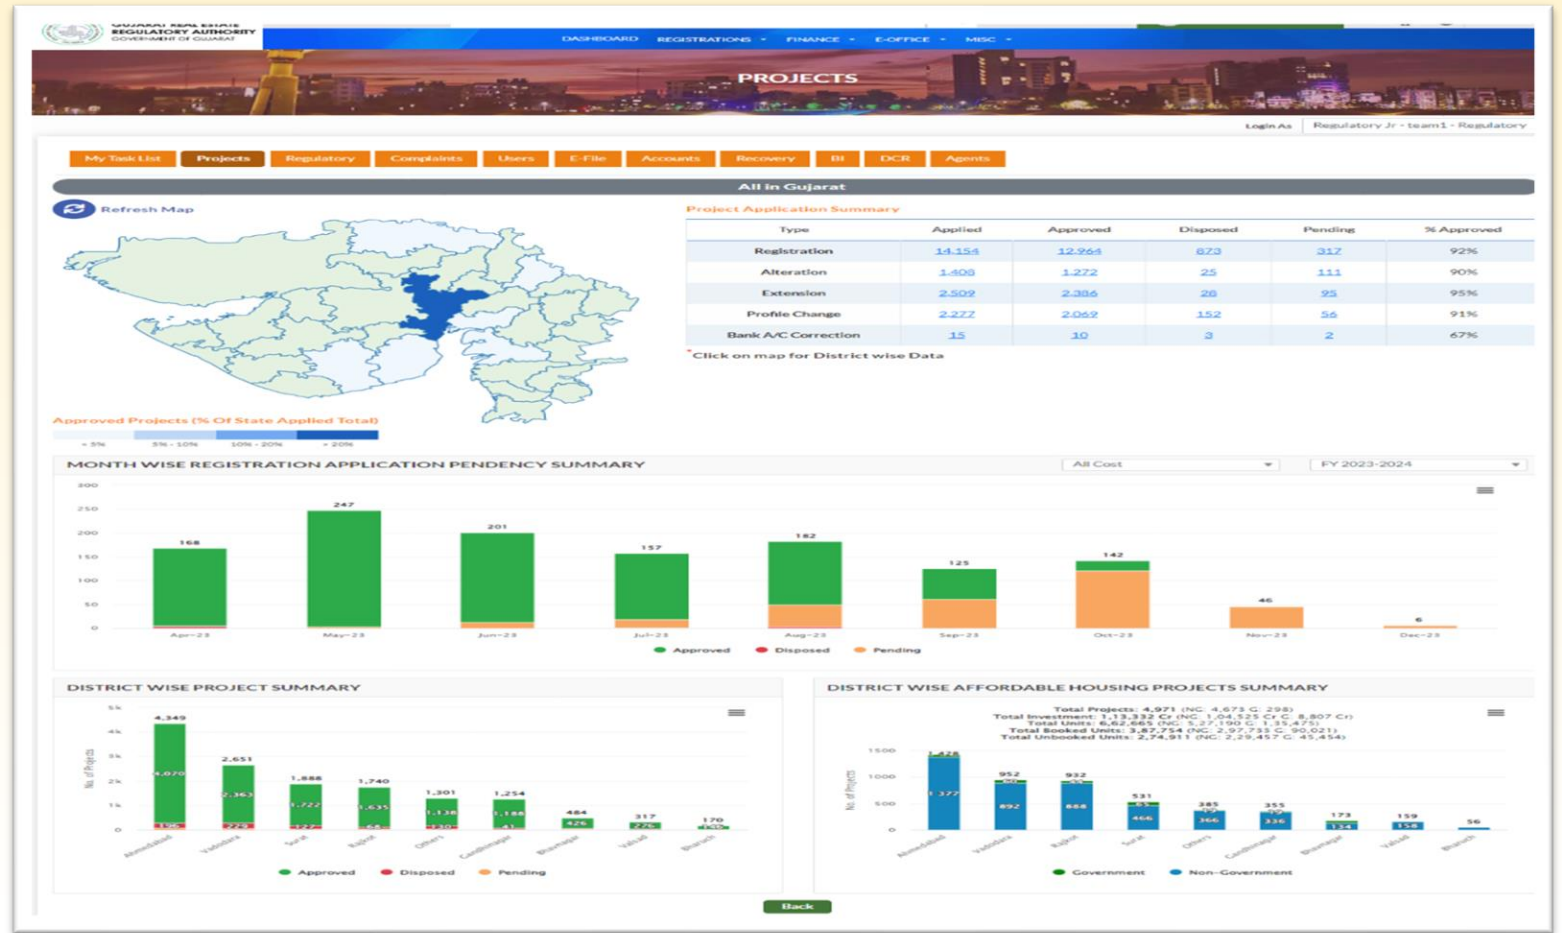 GUJARAT REAL ESTATE
REGULATORY AUTHORITY
GOVERNMENT OF GUJARAT
DASHBOARD REGISTRATIONS FINANCE E-OFFICE MISC
PROJECTS
Login As Regulatory Jr - team1 - Regulatory
My Task List Projects Regulatory Complaints Users E-File Accounts Recovery BI DCR Agents
All in Gujarat
Refresh Map
Project Application Summary
Type Applied Approved Disposed Pending % Approved
Registration 14,154 12,964 873 317 92%
Alteration 1,408 1,272 25 111 90%
Extension 2,509 2,386 28 95 95%
Profile Change 2,277 2,069 152 56 91%
Bank A/C Correction 15 10 3 2 67%
*Click on map for District wise Data
Approved Projects (% Of State Applied Total)
< 5% 5% - 10% 10% - 20% > 20%
MONTH WISE REGISTRATION APPLICATION PENDENCY SUMMARY
All Cost FY 2023-2024
300
250
200
150
100
50
0
168 247 201 157 182 125 142 46 6
Apr-23 May-23 Jun-23 Jul-23 Aug-23 Sep-23 Oct-23 Nov-23 Dec-23
Approved Disposed Pending
DISTRICT WISE PROJECT SUMMARY
No. of Projects
5k
4k
3k
2k
1k
0
4,349 2,651 1,888 1,740 1,301 1,254 484 317 170
4,070 2,363 1,722 1,635 1,138 1,188 426 276
196 229 127 68 130 41
Ahmedabad Vadodara Surat Rajkot Others Gandhinagar Bhavnagar Valsad Bharuch
Approved Disposed Pending
DISTRICT WISE AFFORDABLE HOUSING PROJECTS SUMMARY
Total Projects: 4,971 (NG: 4,673 G: 298)
Total Investment: 1,13,332 Cr (NG: 1,04,525 Cr G: 8,807 Cr)
Total Units: 6,62,665 (NG: 5,27,190 G: 1,35,475)
Total Booked Units: 3,87,754 (NG: 2,97,733 G: 90,021)
Total Unbooked Units: 2,74,911 (NG: 2,29,457 G: 45,454)
No. of Projects
1500
1000
500
0
1,428 952 932 531 385 355 173 159 56
1,377 892 888 466 366 336 134 158
65
Ahmedabad Vadodara Rajkot Surat Others Gandhinagar Bhavnagar Valsad Bharuch
Government Non-Government
Back